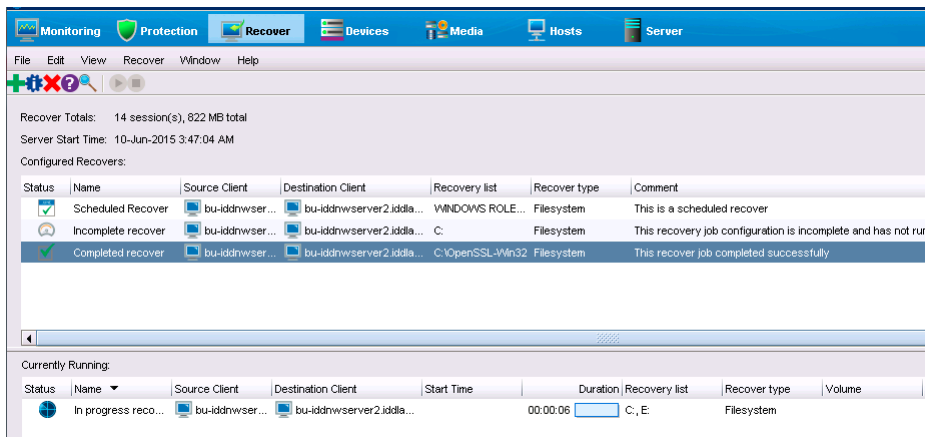 Monitoring Protection Recover Devices Media Hosts Server
File Edit View Recover Window Help
Recover Totals: 14 session(s), 822 MB total
Server Start Time: 10-Jun-2015 3:47:04 AM
Configured Recovers:
Status Name Source Client Destination Client Recovery list Recover type Comment
Scheduled Recover bu-iddnwser... bu-iddnwserver2.iddla... WINDOWS ROLE... Filesystem This is a scheduled recover
Incomplete recover bu-iddnwser... bu-iddnwserver2.iddla... C: Filesystem This recovery job configuration is incomplete and has not run
Completed recover bu-iddnwser... bu-iddnwserver2.iddla... C:\OpenSSL-Win32 Filesystem This recover job completed successfully
Currently Running:
Status Name Source Client Destination Client Start Time Duration Recovery list Recover type Volume
In progress reco... bu-iddnwser... bu-iddnwserver2.iddla... 00:00:06 C:, E: Filesystem